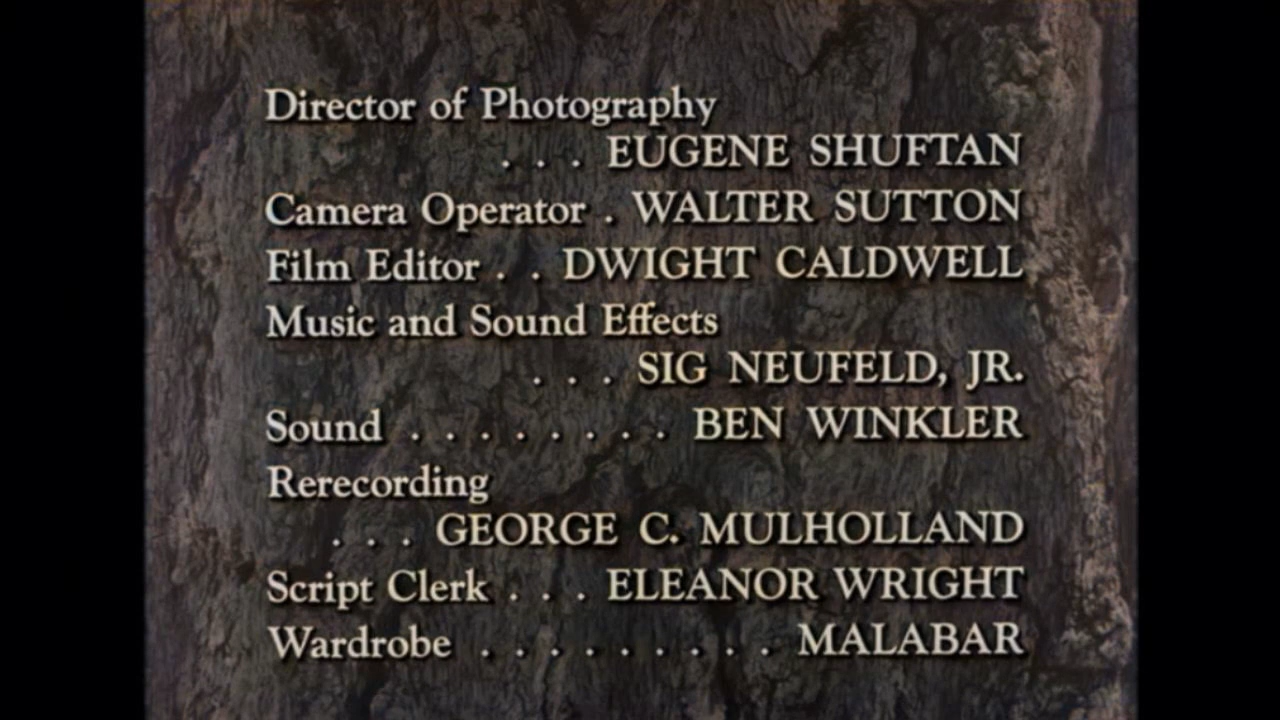 Director of Photography
. . . EUGENE SHUFTAN
Camera Operator . WALTER SUTTON
Film Editor . . DWIGHT CALDWELL
Music and Sound Effects
. . . SIG NEUFELD, JR.
Sound . . . . . . . . BEN WINKLER
Rerecording
. . . GEORGE C. MULHOLLAND
Script Clerk . . . ELEANOR WRIGHT
Wardrobe . . . . . . . . . MALABAR